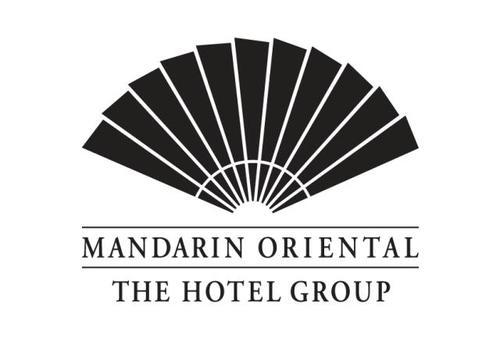 MANDARIN ORIENTAL
THE HOTEL GROUP